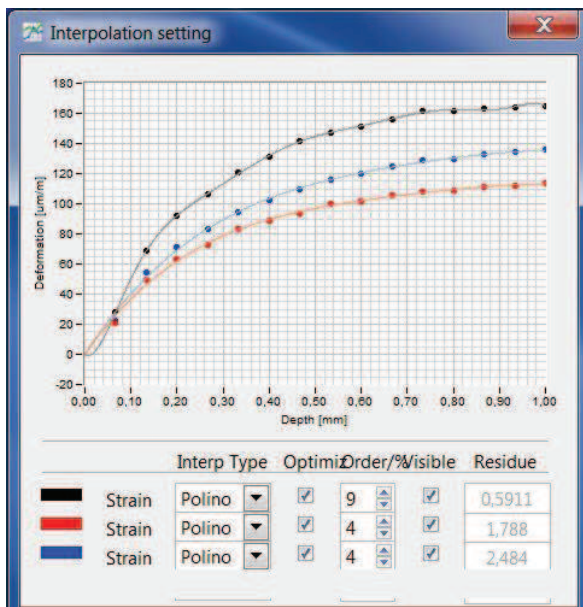 Interpolation setting
180
160
140
120
100
80
60
40
20
0
-20
Deformation [um/m]
0,00 0,10 0,20 0,30 0,40 0,50 0,60 0,70 0,80 0,90 1,00
Depth [mm]
Interp Type Optimiz Order/% Visible Residue
Strain Polino 9 0,5911
Strain Polino 4 1,788
Strain Polino 4 2,484